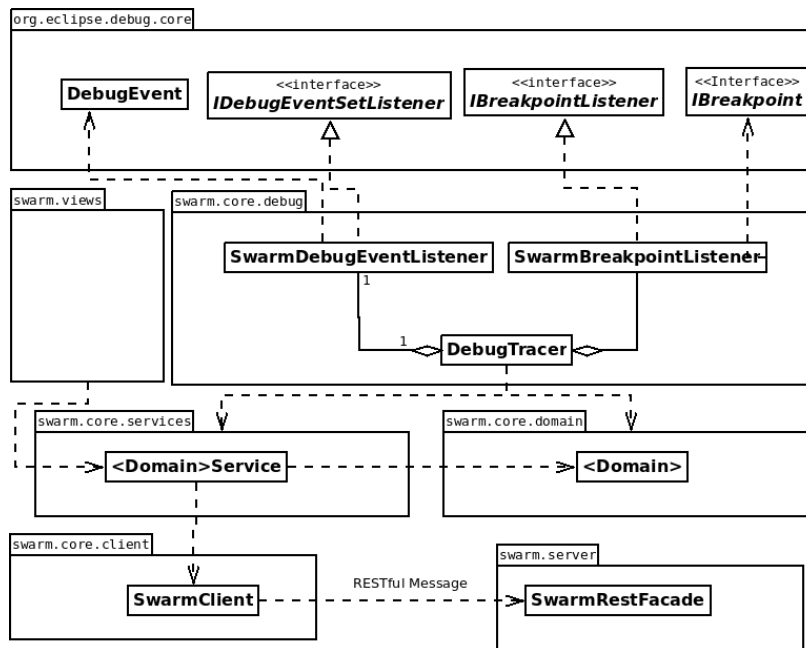 org.eclipse.debug.core
DebugEvent
<<interface>>
IDebugEventSetListener
<<interface>>
IBreakpointListener
<<Interface>>
IBreakpoint
swarm.views
swarm.core.debug
SwarmDebugEventListener
SwarmBreakpointListener
1
1
DebugTracer
swarm.core.services
<Domain>Service
swarm.core.domain
<Domain>
swarm.core.client
SwarmClient
RESTful Message
swarm.server
SwarmRestFacade